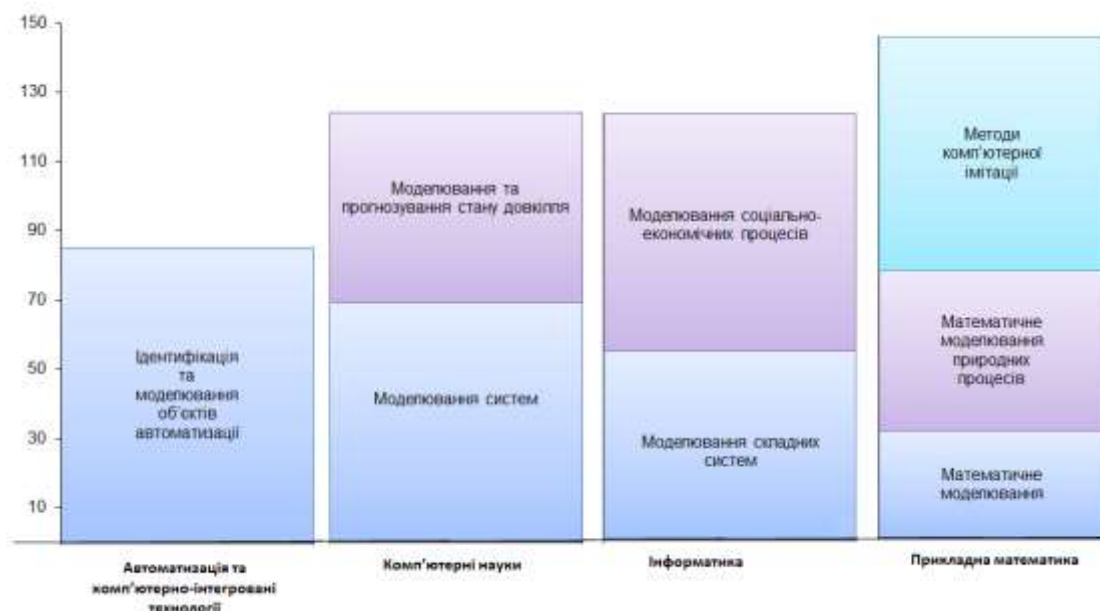 150
130
110
90
70
50
30
10
Ідентифікація
та
моделювання
об'єктів
автоматизації
Моделювання та
прогнозування стану довкілля
Моделювання систем
Моделювання соціально-
економічних процесів
Моделювання складних
систем
Методи
комп'ютерної
імітації
Математичне
моделювання
природних
процесів
Математичне
моделювання
Автоматизація та
комп'ютерно-інтегровані
технології
Комп'ютерні науки
Інформатика
Прикладна математика